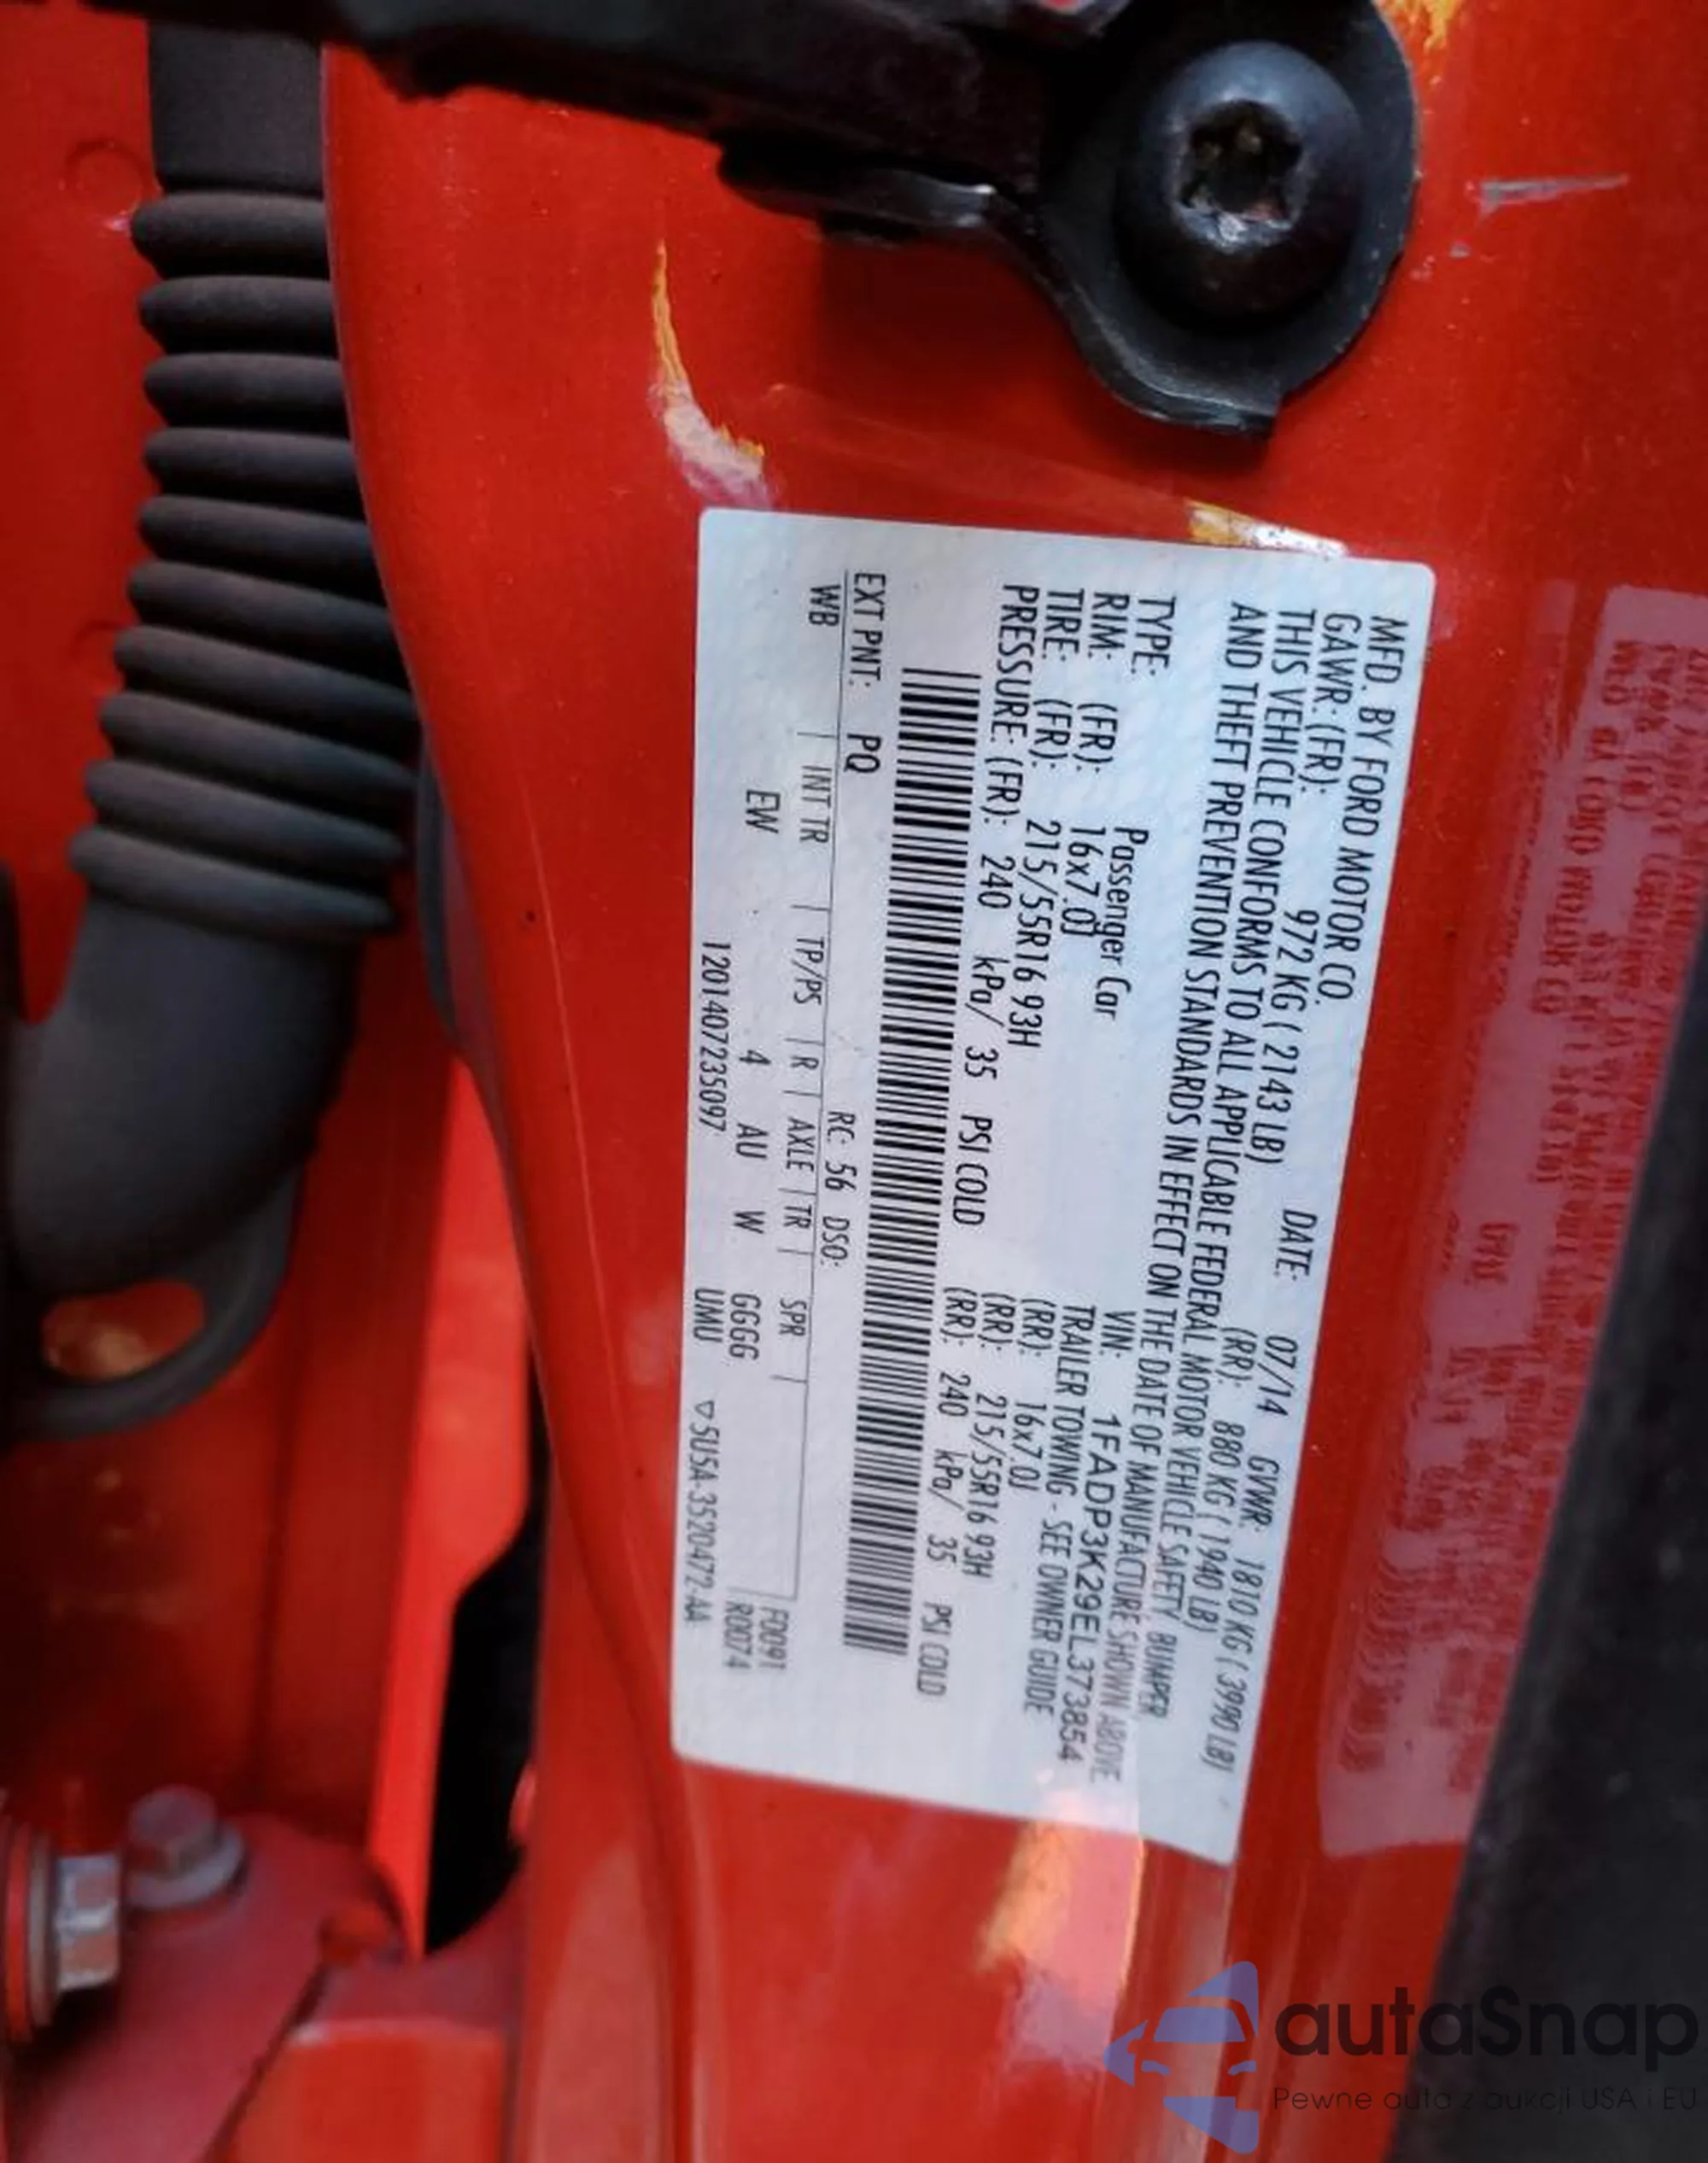 MFD. BY FORD MOTOR CO.
DATE: 07/14 GVWR: 1810 KG ( 3990 LB)
GAWR: (FR): 972 KG ( 2143 LB) (RR): 880 KG ( 1940 LB)
THIS VEHICLE CONFORMS TO ALL APPLICABLE FEDERAL MOTOR VEHICLE SAFETY, BUMPER
AND THEFT PREVENTION STANDARDS IN EFFECT ON THE DATE OF MANUFACTURE SHOWN ABOVE.
VIN: 1FADP3K29EL373854
TYPE: Passenger Car TRAILER TOWING - SEE OWNER GUIDE
RIM: (FR): 16x7.0J (RR): 16x7.0J
TIRE: (FR): 215/55R16 93H (RR): 215/55R16 93H
PRESSURE: (FR): 240 kPa/ 35 PSI COLD (RR): 240 kPa/ 35 PSI COLD
EXT PNT: PQ RC: 56 DSO:
WB | INT TR | TP/PS | R | AXLE | TR | SPR | F0091
EW 4 AU W GGGG R0074
1201407235097 UMU ▽5U5A-3520472-AA
autaSnap
Pewne auta z aukcji USA i EU